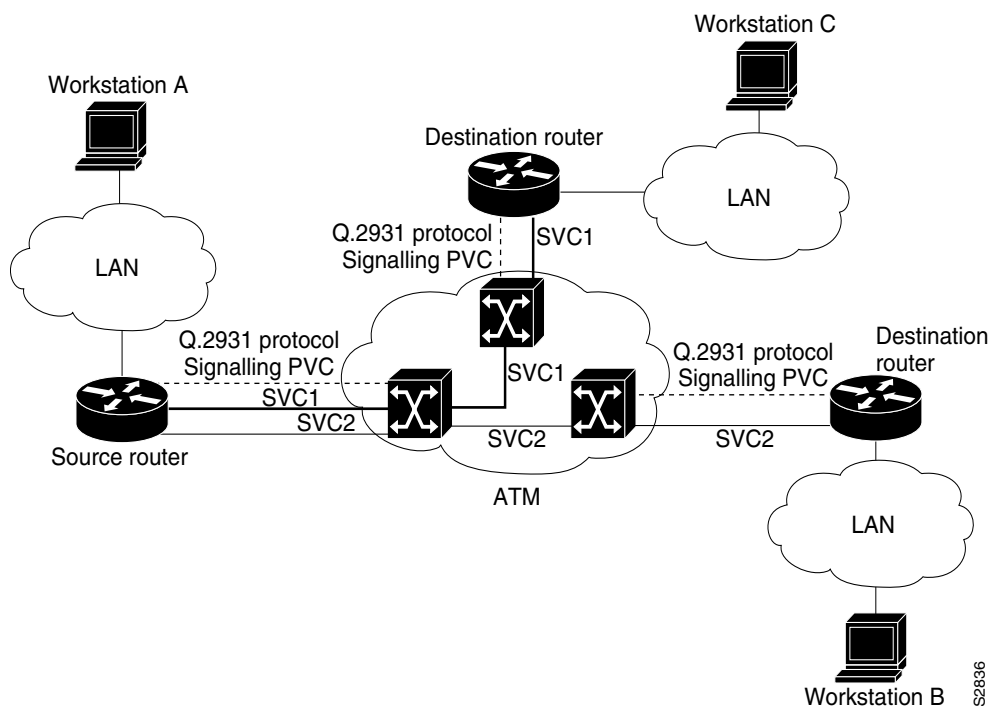 Workstation C
Workstation A
Destination router
LAN
Q.2931 protocol
Signalling PVC
SVC1
LAN
Q.2931 protocol
Signalling PVC
SVC1
Q.2931 protocol
Signalling PVC
Destination
router
SVC1
SVC2
SVC2
SVC2
Source router
ATM
LAN
Workstation B
S2836